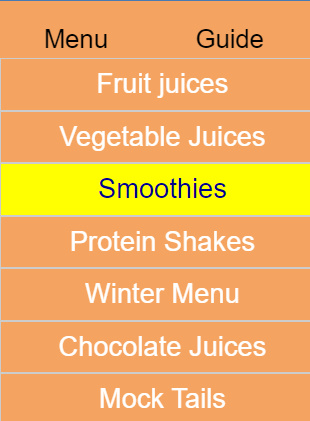 Menu Guide
Fruit juices
Vegetable Juices
Smoothies
Protein Shakes
Winter Menu
Chocolate Juices
Mock Tails